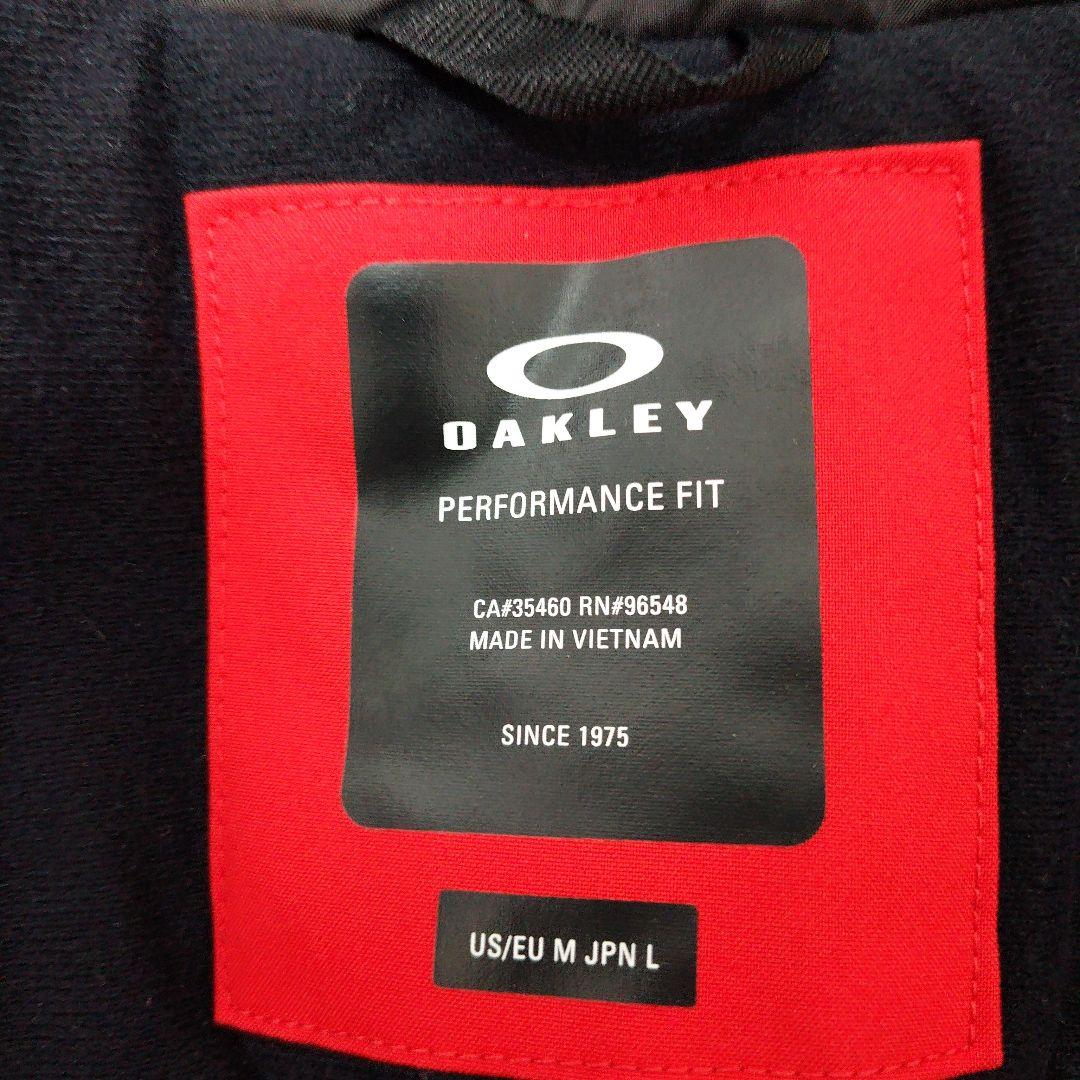 OAKLEY
PERFORMANCE FIT
CA#35460 RN#96548
MADE IN VIETNAM
SINCE 1975
US/EU M JPN L